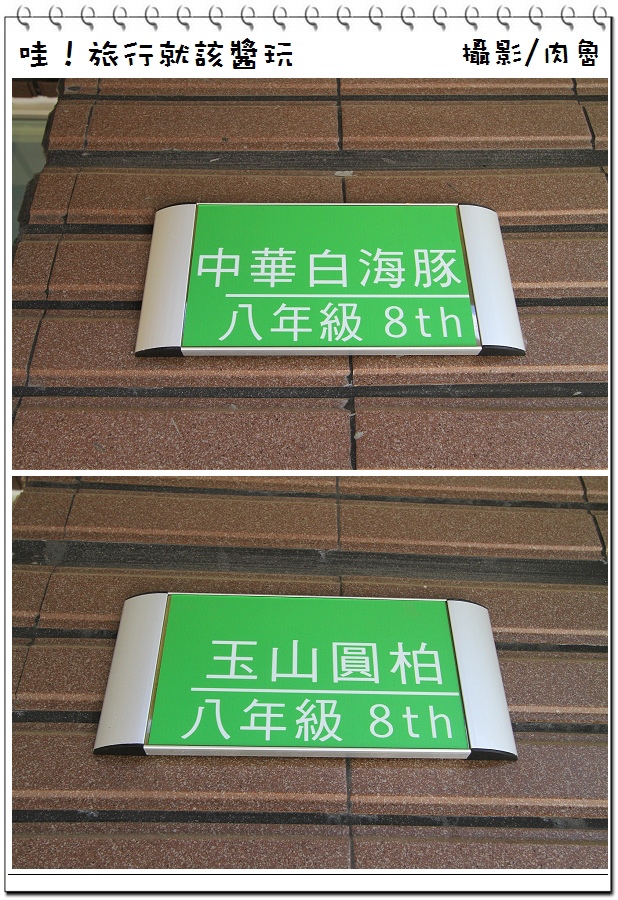 哇！旅行就該醬玩
攝影/肉魯
中華白海豚
八年級 8th
玉山圓柏
八年級 8th